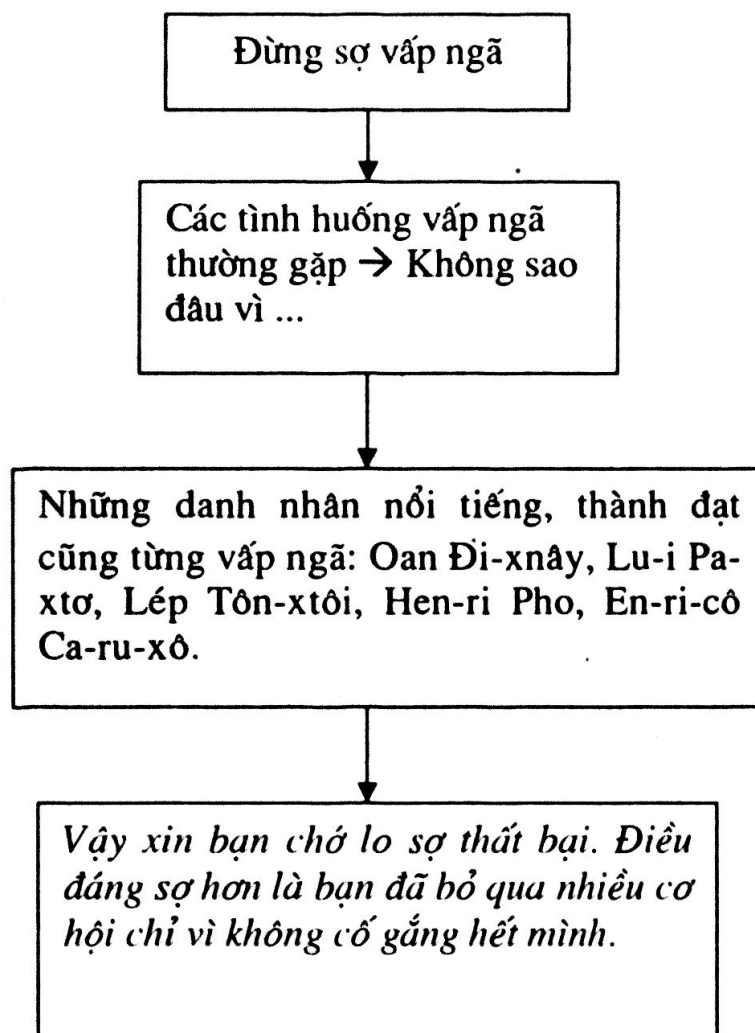 Đừng sợ vấp ngã
Các tình huống vấp ngã
thường gặp → Không sao
đâu vì ...
Những danh nhân nổi tiếng, thành đạt
cũng từng vấp ngã: Oan Đi-xnây, Lu-i Pa-
xtơ, Lép Tôn-xtôi, Hen-ri Pho, En-ri-cô
Ca-ru-xô.
Vậy xin bạn chớ lo sợ thất bại. Điều
đáng sợ hơn là bạn đã bỏ qua nhiều cơ
hội chỉ vì không cố gắng hết mình.